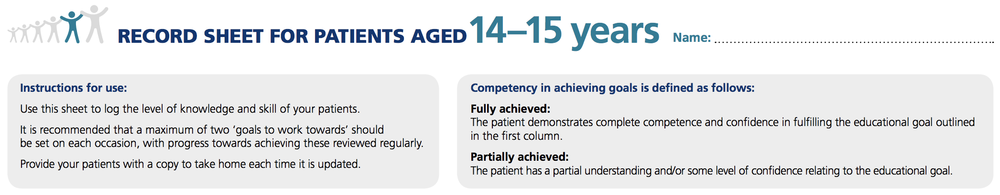 RECORD SHEET FOR PATIENTS AGED 14–15 years Name:
Instructions for use:
Use this sheet to log the level of knowledge and skill of your patients.
It is recommended that a maximum of two ‘goals to work towards’ should
be set on each occasion, with progress towards achieving these reviewed regularly.
Provide your patients with a copy to take home each time it is updated.
Competency in achieving goals is defined as follows:
Fully achieved:
The patient demonstrates complete competence and confidence in fulfilling the educational goal outlined
in the first column.
Partially achieved:
The patient has a partial understanding and/or some level of confidence relating to the educational goal.